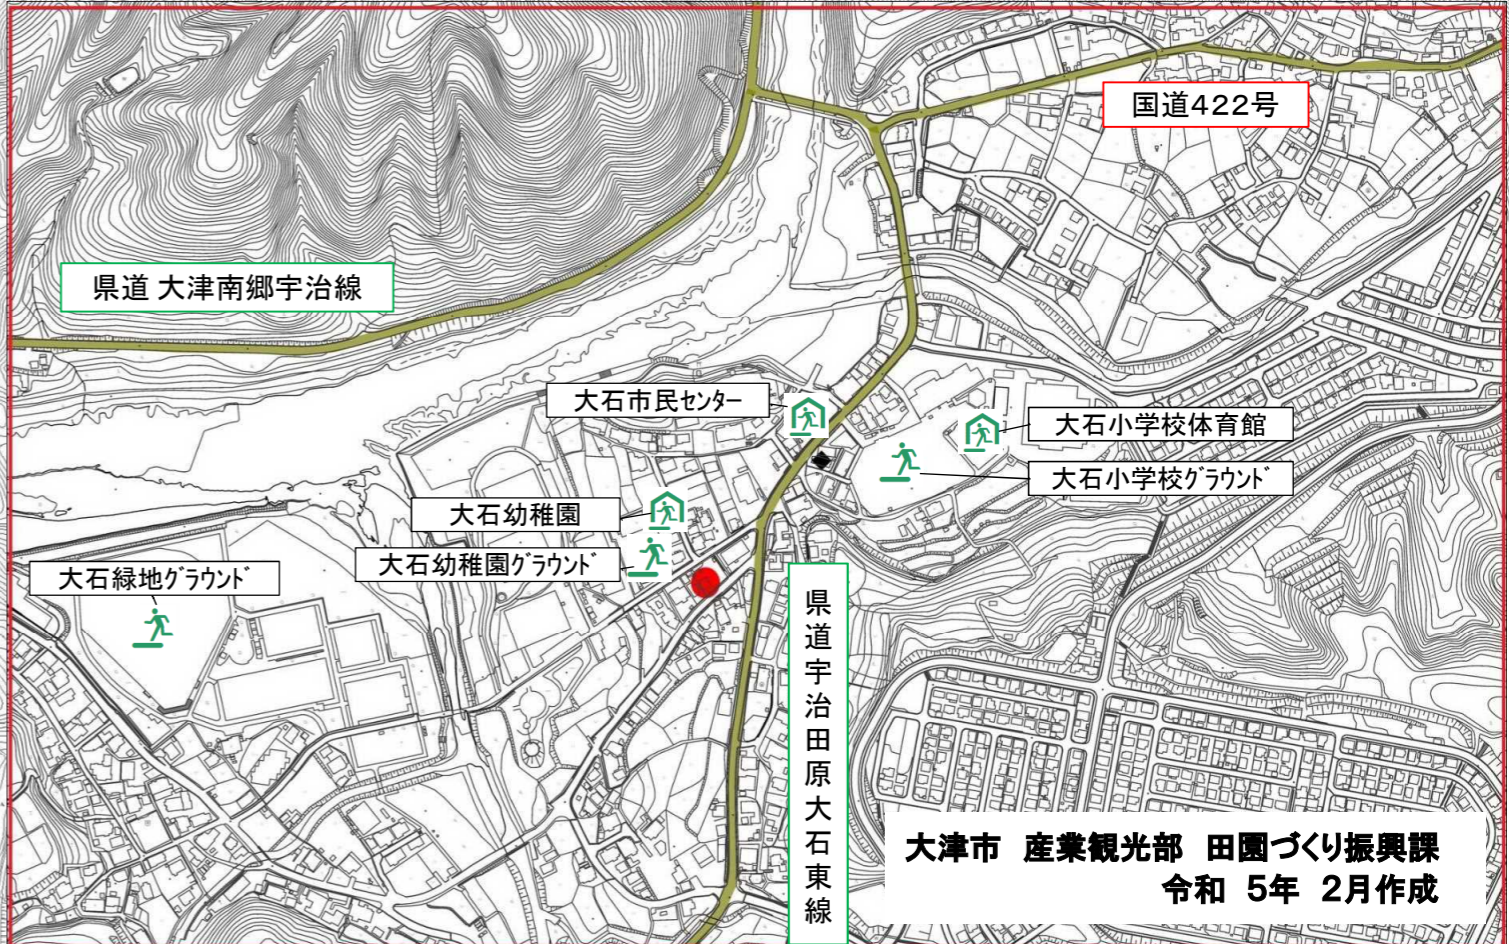 国道422号
県道 大津南郷宇治線
大石市民センター
大石小学校体育館
大石小学校グラウンド
大石幼稚園
大石幼稚園グラウンド
大石緑地グラウンド
県道宇治田原大石東線
大津市 産業観光部 田園づくり振興課
令和 5年 2月作成